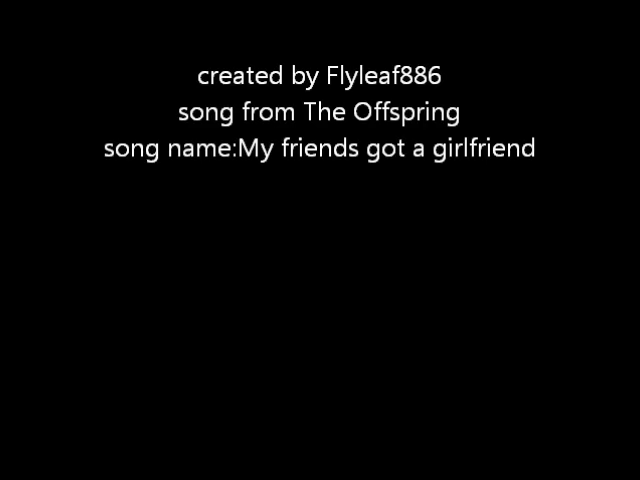 created by Flyleaf886
song from The Offspring
song name:My friends got a girlfriend